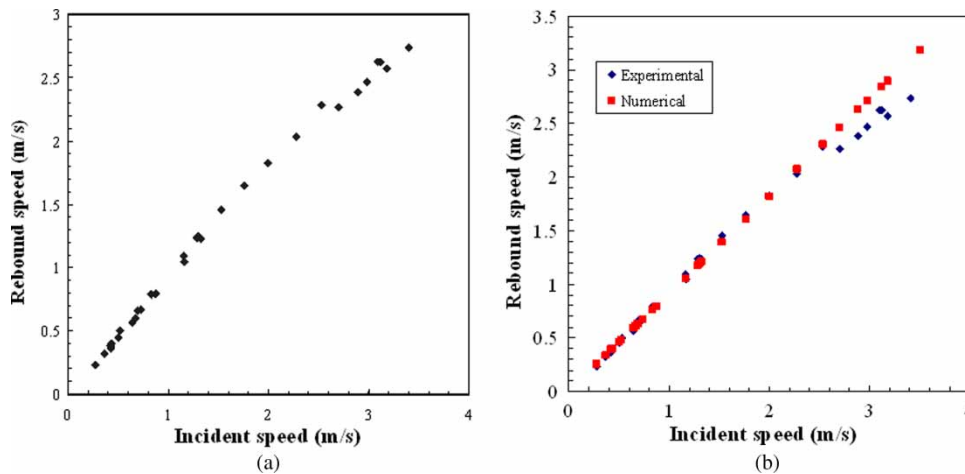 3
2.5
2
1.5
1
0.5
0
Rebound speed (m/s)
0 1 2 3 4
Incident speed (m/s)
(a)
3.5
3
2.5
2
1.5
1
0.5
0
Rebound speed (m/s)
Experimental
Numerical
0 1 2 3
Incident speed (m/s)
(b)